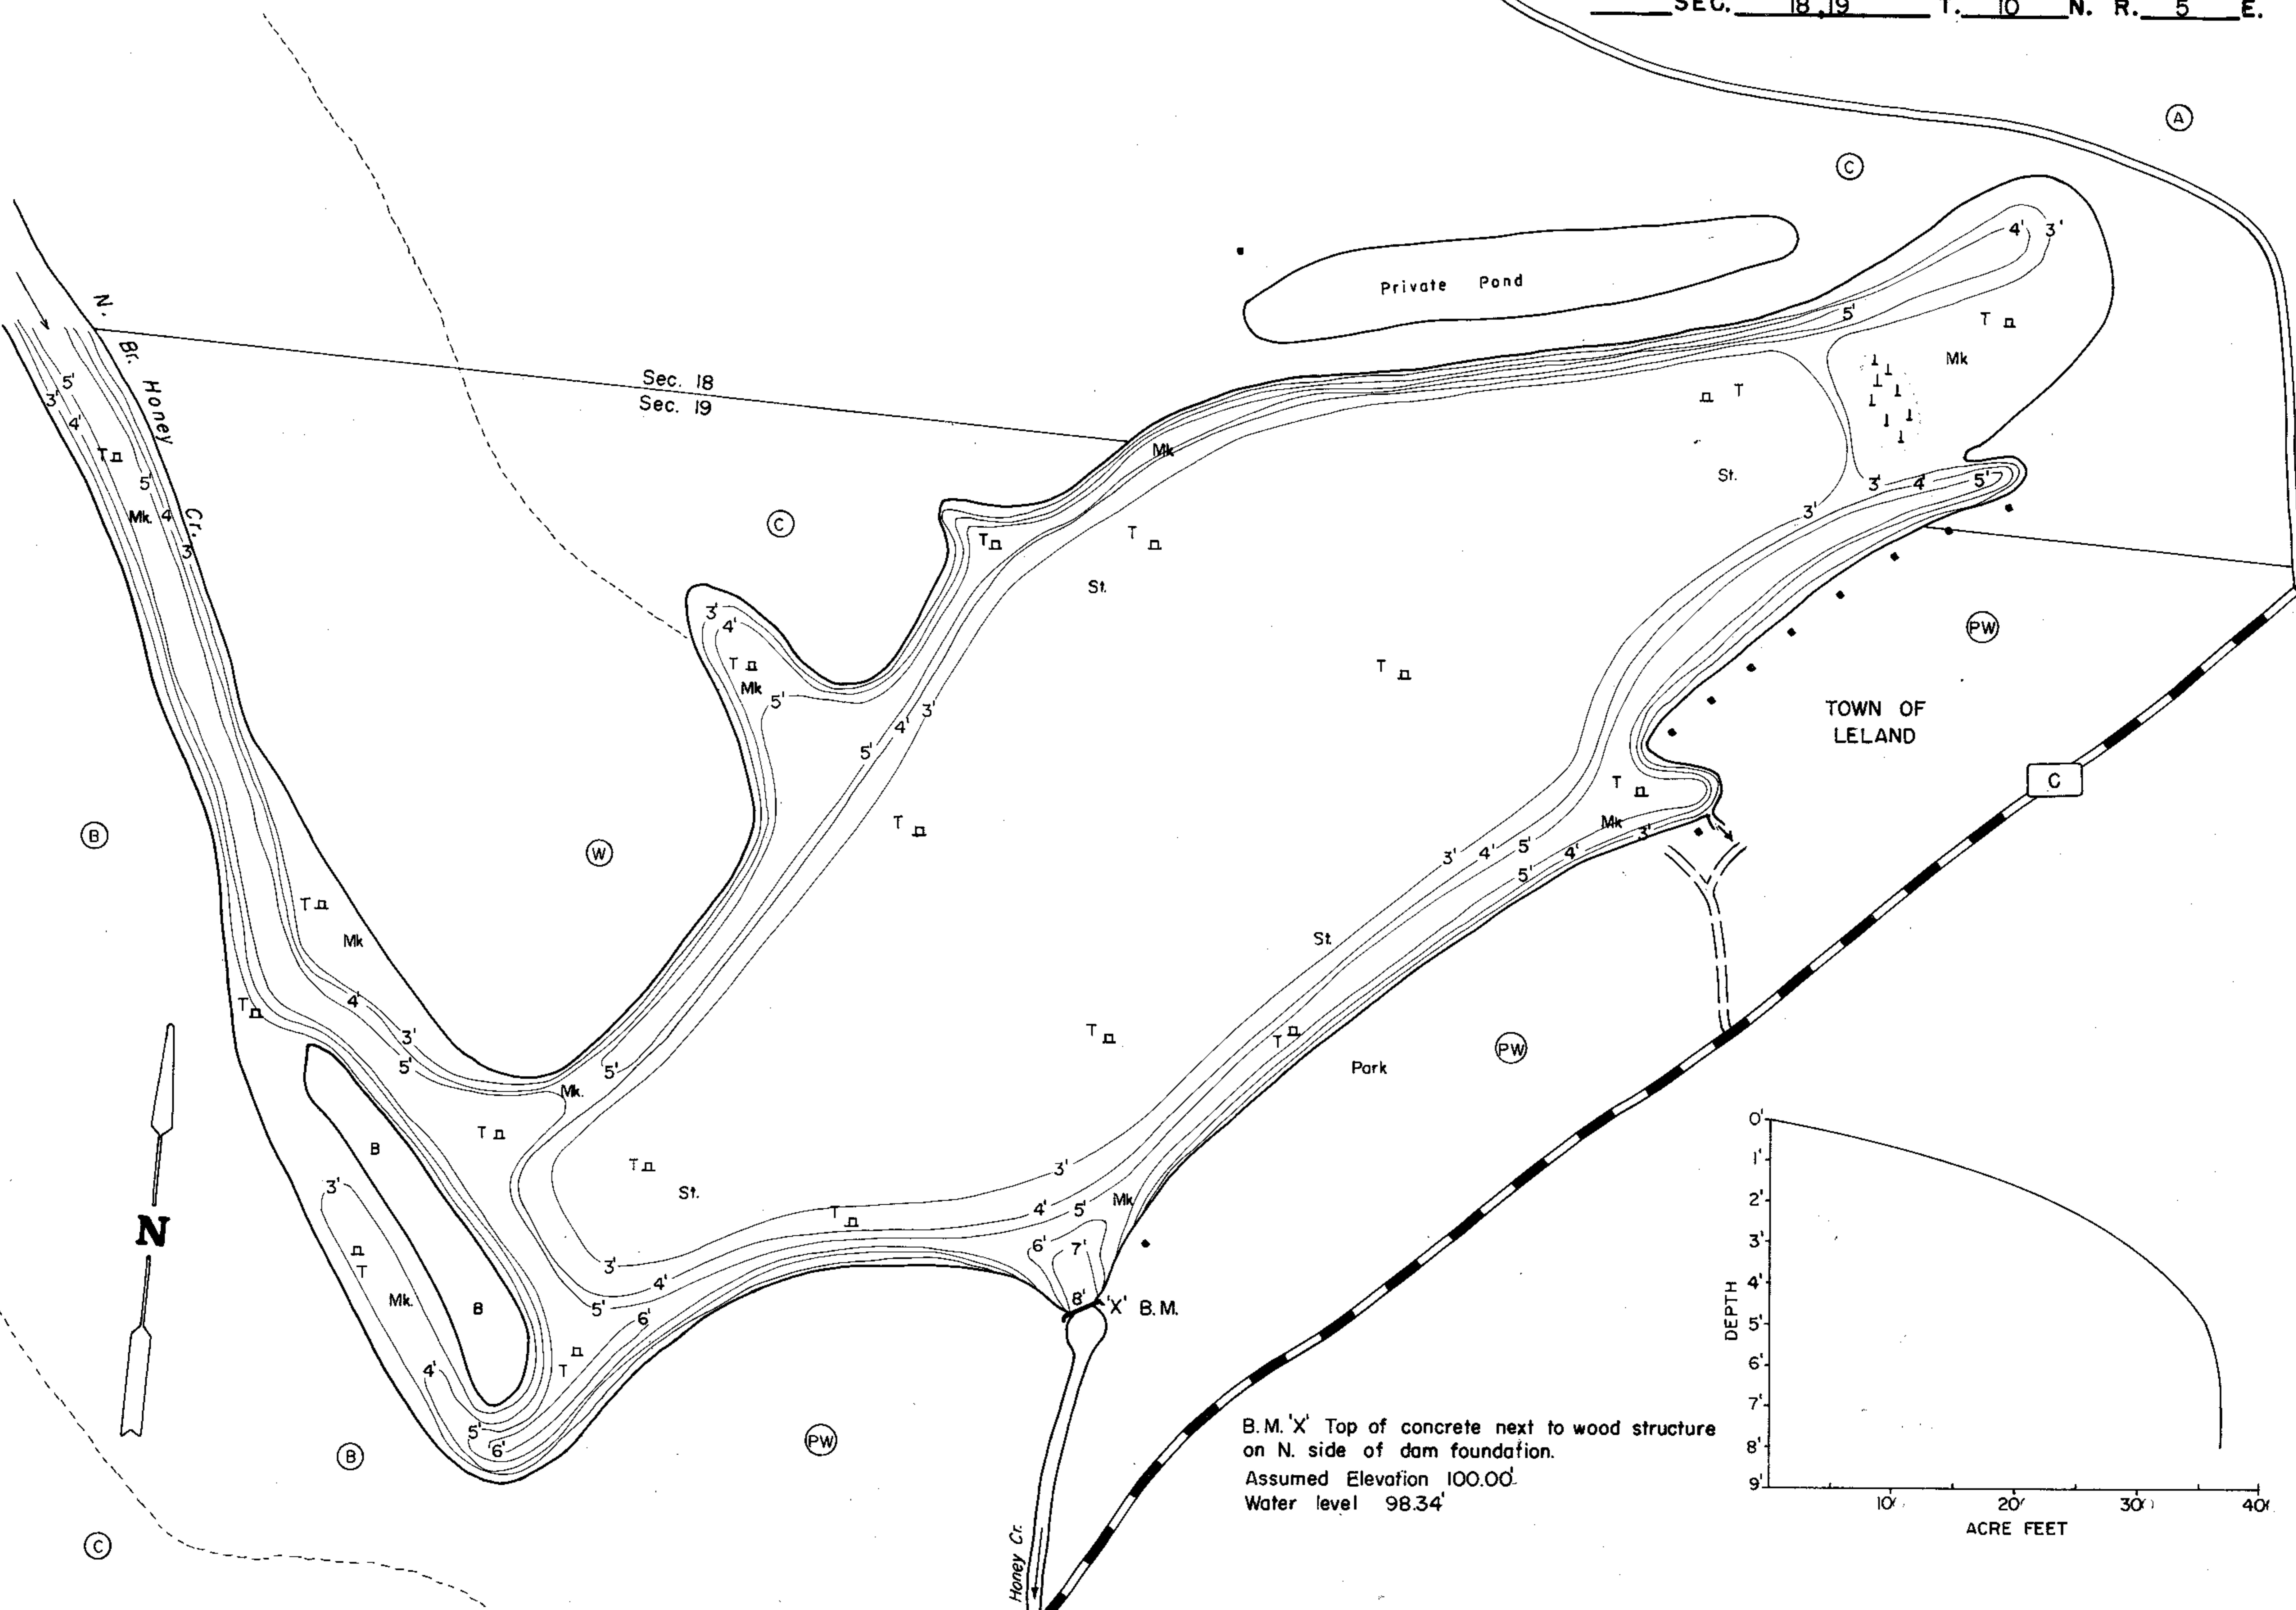 SEC. 18,19 T. 10 N. R. 5 E.
A
C
4' 3'
Private Pond
5'
T
N. Br. Honey Cr.
Mk
Sec. 18
Sec. 19
5'
3'
4'
T
T
Mk
5'
St.
3' 4' 5'
Mk. 4
3'
C
3'
T
T
St.
3'
4'
PW
T
T
Mk
5'
3'
4'
5'
TOWN OF
LELAND
C
T
T
Mk
3'
B
W
3' 4' 5' 4'
5'
T
Mk
St.
4'
T
3'
5'
5'
T
T
PW
Park
Mk.
T
B
T
St.
3'
3'
T
4' 5'
Mk
N
6' 7'
T
Mk.
B
3'
4'
5'
6'
8' 'X' B.M.
T
4'
5'
6'
B
PW
C
Honey Cr.
B.M. 'X' Top of concrete next to wood structure
on N. side of dam foundation.
Assumed Elevation 100.00'
Water level 98.34'
0'
1'
2'
3'
4'
5'
6'
7'
8'
9'
DEPTH
10' 20' 30' 40'
ACRE FEET